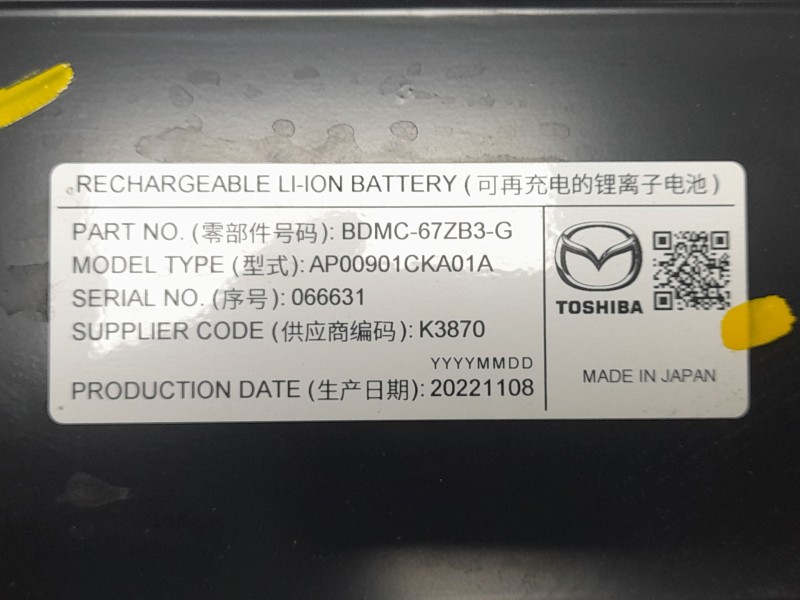 RECHARGEABLE LI-ION BATTERY (可再充电的锂离子电池)
PART NO. (零部件号码): BDMC-67ZB3-G
MODEL TYPE (型式): AP00901CKA01A
SERIAL NO. (序号): 066631
SUPPLIER CODE (供应商编码): K3870
YYYYMMDD
PRODUCTION DATE (生产日期): 20221108
TOSHIBA
MADE IN JAPAN